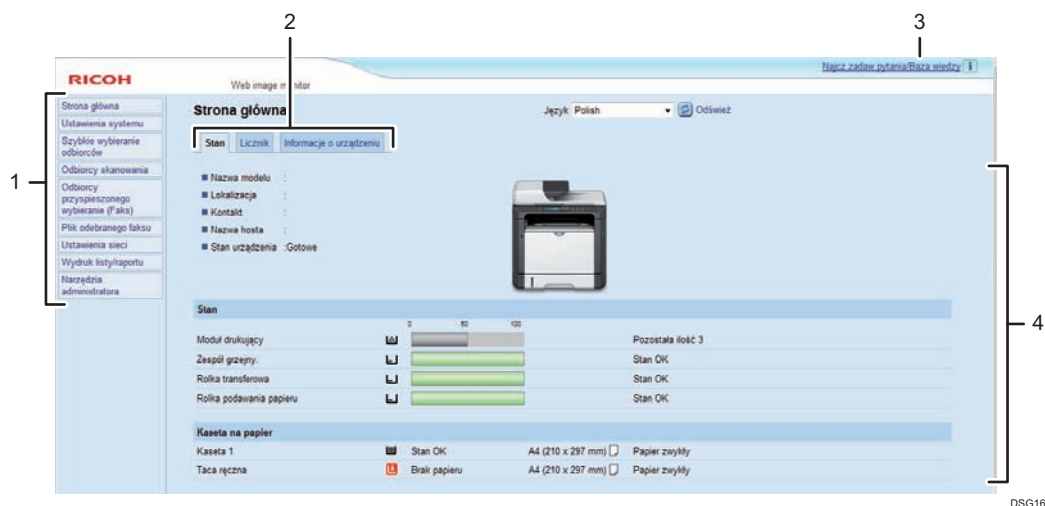 2
3
Najcz zadaw pytania/Baza wiedzy
RICOH
Web image monitor
1
Strona główna
Ustawienia systemu
Szybkie wybieranie
odbiorców
Odbiorcy skanowania
Odbiorcy
przyspieszonego
wybieranie (Faks)
Plik odebranego faksu
Ustawienia sieci
Wydruk listy/raportu
Narzędzia
administratora
Strona główna
Język Polish Odśwież
Stan Licznik Informacje o urządzeniu
Nazwa modelu :
Lokalizacja :
Kontakt :
Nazwa hosta :
Stan urządzenia :Gotowe
4
Stan
0 50 100
Moduł drukujący Pozostała ilość 3
Zespół grzejny. Stan OK
Rolka transferowa Stan OK
Rolka podawania papieru Stan OK
Kaseta na papier
Kaseta 1 Stan OK A4 (210 x 297 mm) Papier zwykły
Taca ręczna Brak papieru A4 (210 x 297 mm) Papier zwykły
DSG16